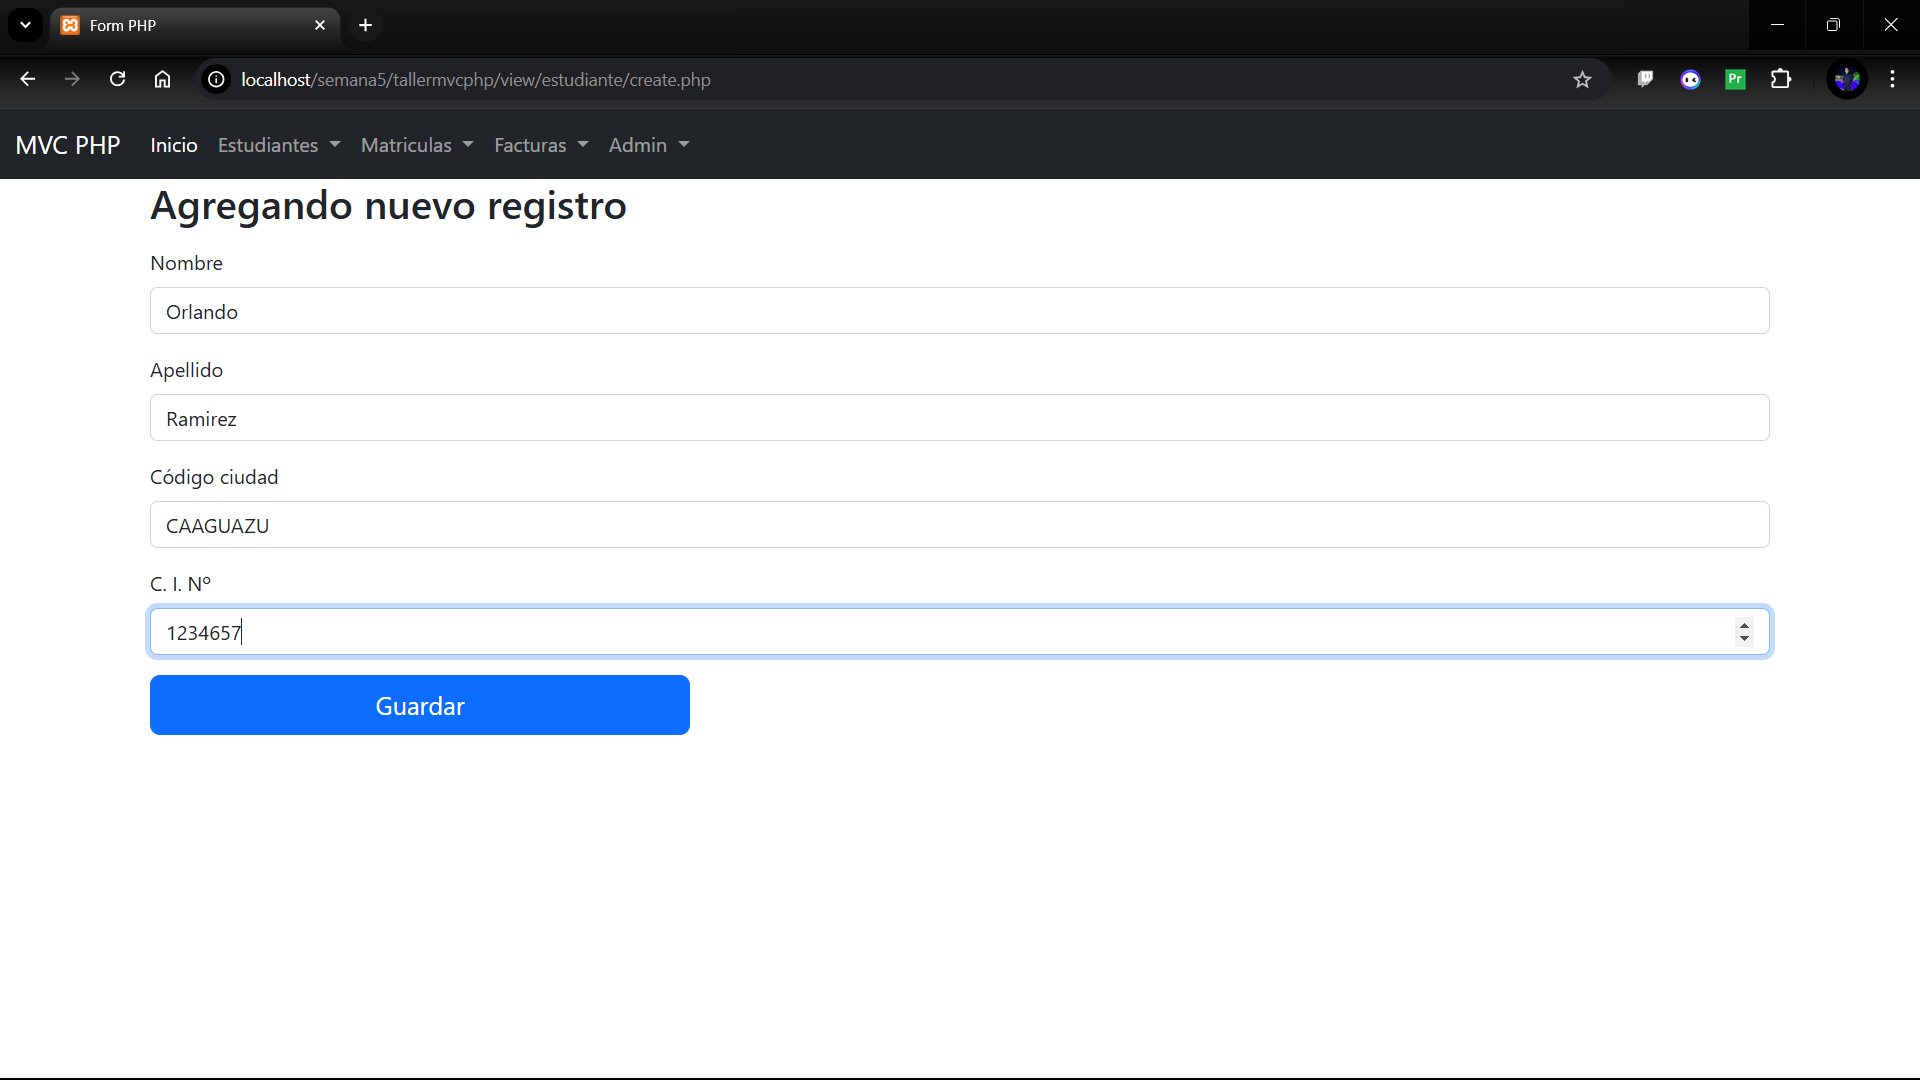 Form PHP
localhost/semana5/tallermvcphp/view/estudiante/create.php
Pr
MVC PHP Inicio Estudiantes Matriculas Facturas Admin
Agregando nuevo registro
Nombre
Orlando
Apellido
Ramirez
Código ciudad
CAAGUAZU
C. I. Nº
1234657
Guardar